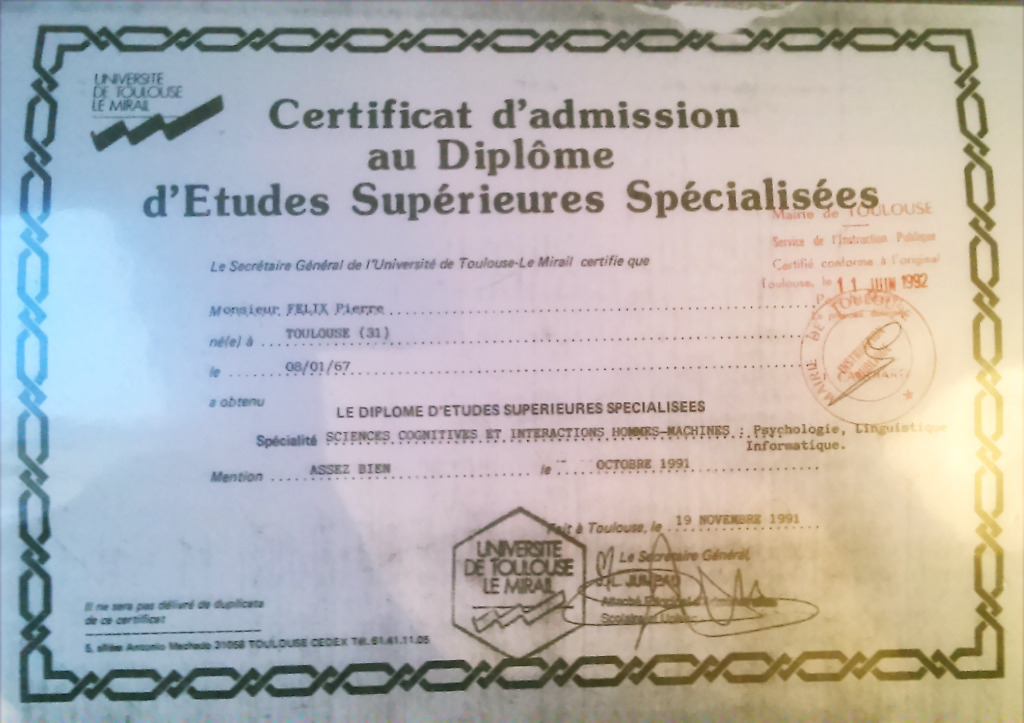 UNIVERSITE
DE TOULOUSE
LE MIRAIL
Certificat d'admission
au Diplôme
d'Etudes Supérieures Spécialisées
Mairie de TOULOUSE
Service de l'Instruction Publique
Certifié conforme à l'original
Toulouse, le 11 JUIN 1992
Le Secrétaire Général de l'Université de Toulouse-Le Mirail certifie que
Monsieur FELIX Pierre
né(e) à TOULOUSE (31)
le 08/01/67
MAIRIE DE TOULOUSE
a obtenu
LE DIPLOME D'ETUDES SUPERIEURES SPECIALISEES
Spécialité SCIENCES COGNITIVES ET INTERACTIONS HOMMES-MACHINES : Psychologie, Linguistique
Informatique.
Mention ASSEZ BIEN le OCTOBRE 1991
Fait à Toulouse, le 19 NOVEMBRE 1991
Le Secrétaire Général,
UNIVERSITE
DE TOULOUSE
LE MIRAIL
Attaché
Il ne sera pas délivré de duplicata
de ce certificat
5, allées Antonio Machado 31058 TOULOUSE CEDEX Tél. 61.41.11.05